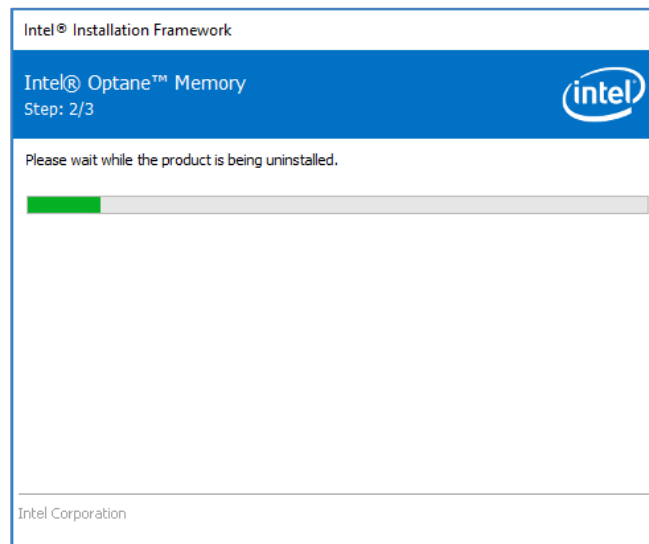 Intel® Installation Framework
Intel® Optane™ Memory
Step: 2/3
intel
Please wait while the product is being uninstalled.
Intel Corporation